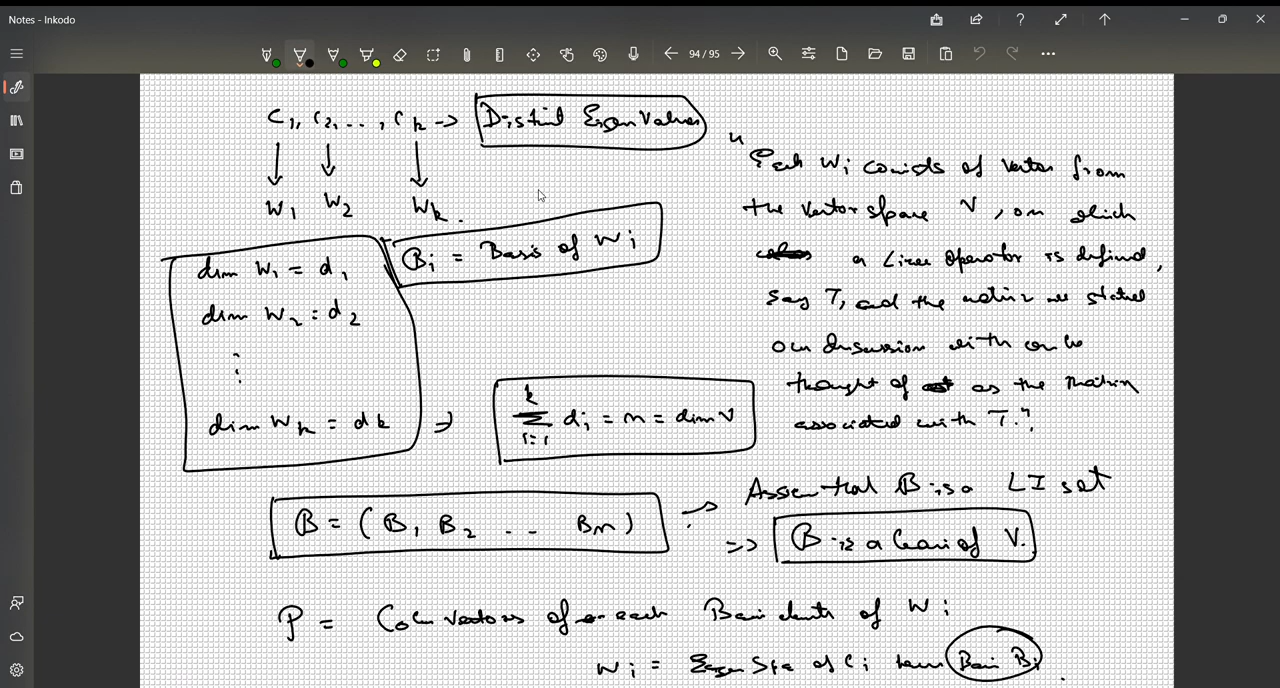 Notes - Inkodo
94 / 95
C1, C2, ..., Ck → Distinct Eigen Values
W1 W2 Wk.
Bi = Basis of Wi
dim W1 = d1
dim W2 = d2
⋮
dim Wk = dk ⇒ k Σ i=1 di = n = dim V
" Each Wi consists of vector from
the vector space V, on which
a Linear operator is defined,
say T, and the matrix we started
our discussion with can be
thought of as the matrix
associated with T."
B = ( B1 B2 .. Bn ) → Assume that B is a LI set
=> B is a basis of V.
P = Column vectors of each Basis elements of Wi
Wi = Eigen Space of Ci have Basis Bi.